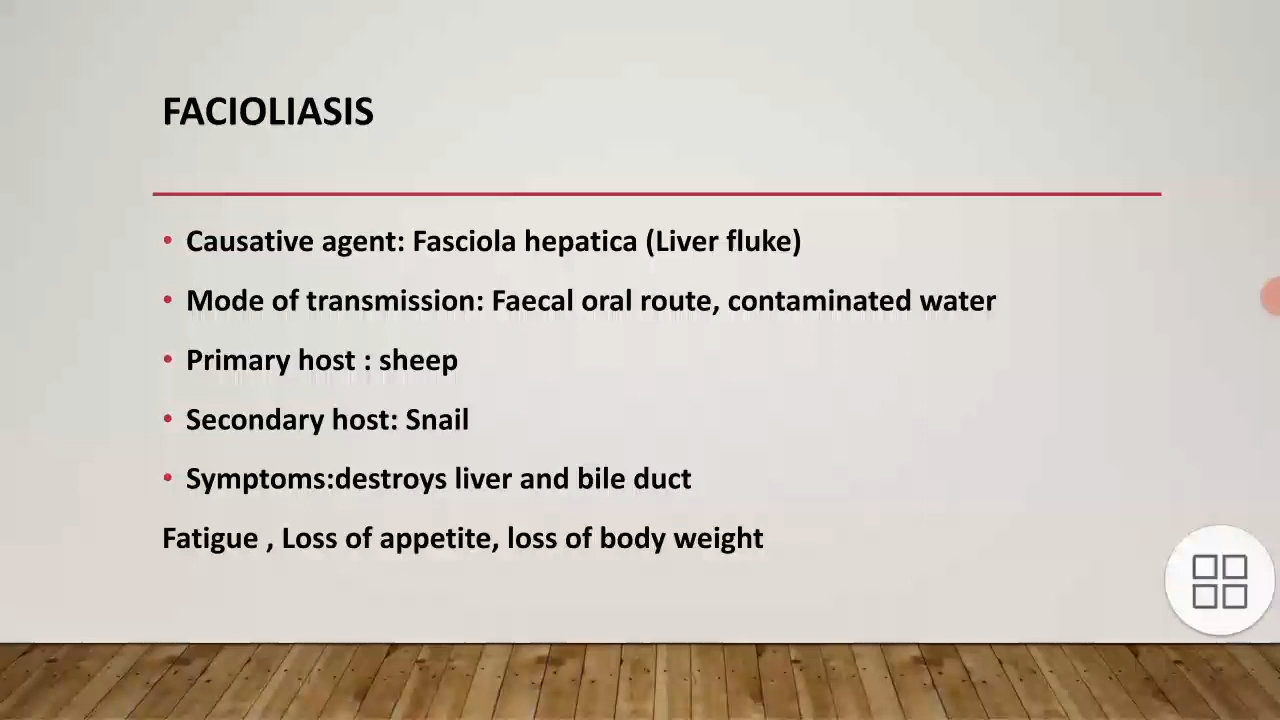 FACIOLIASIS
• Causative agent: Fasciola hepatica (Liver fluke)
• Mode of transmission: Faecal oral route, contaminated water
• Primary host : sheep
• Secondary host: Snail
• Symptoms:destroys liver and bile duct
Fatigue , Loss of appetite, loss of body weight